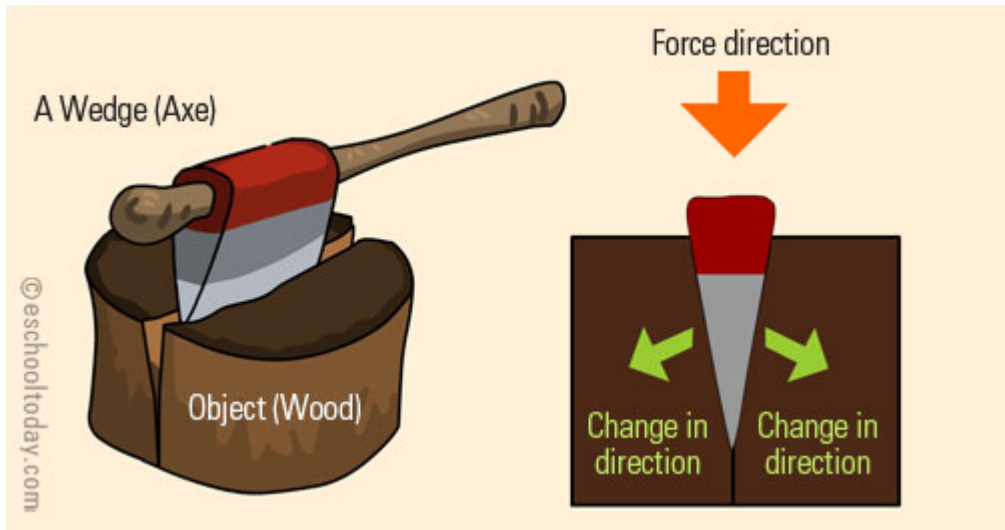 A Wedge (Axe)
Object (Wood)
©eschooltoday.com
Force direction
Change in
direction
Change in
direction